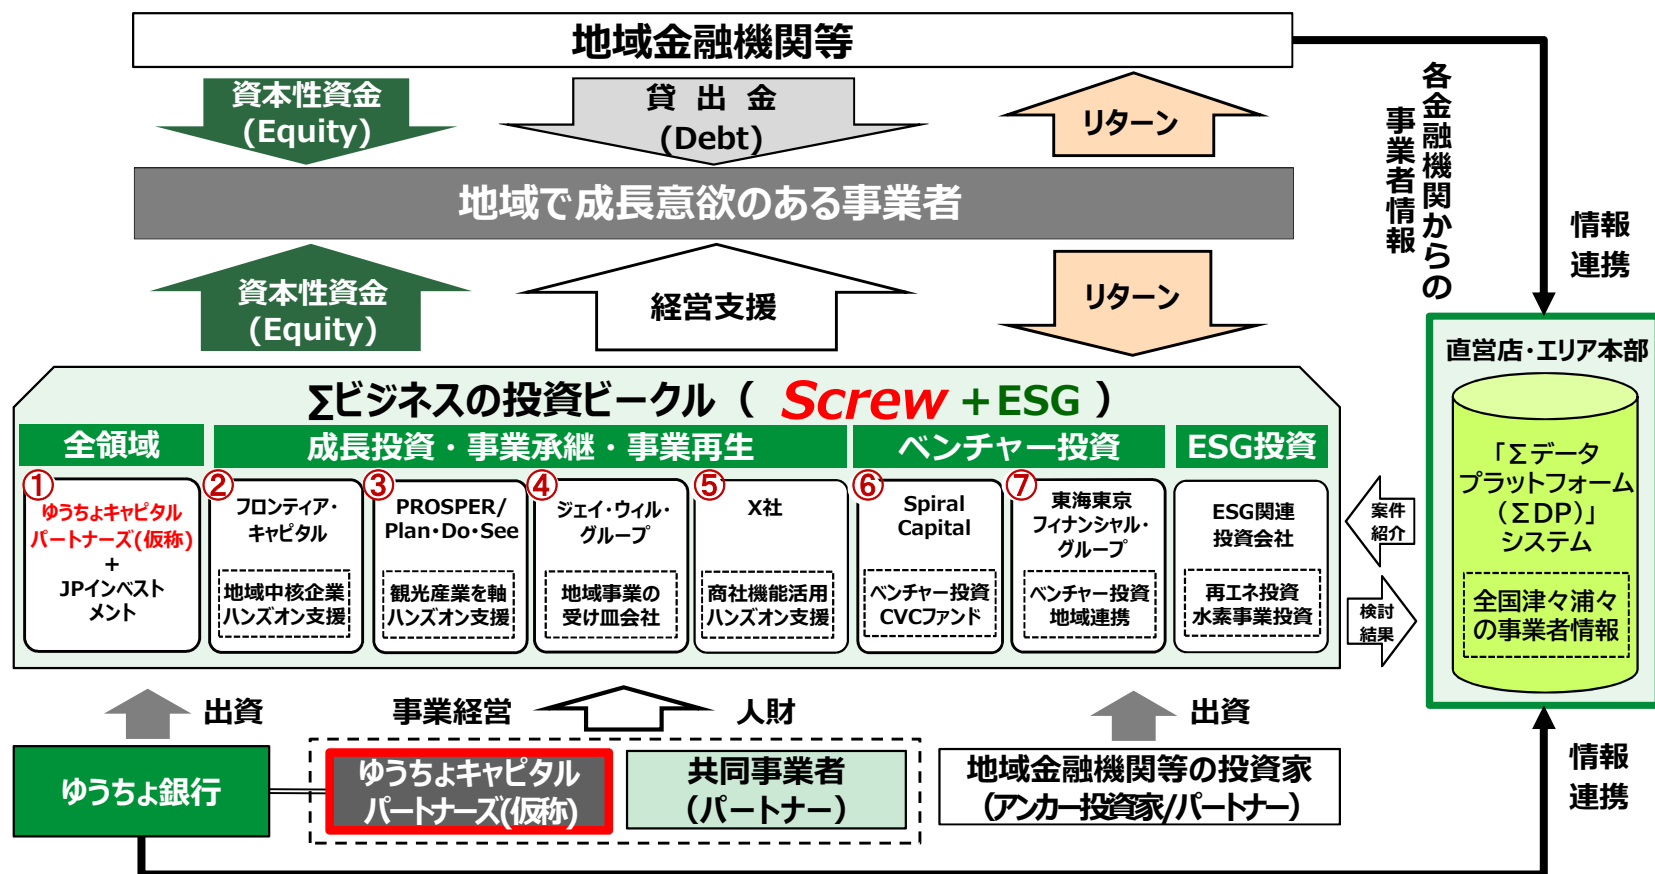 地域金融機関等
資本性資金
(Equity)
貸 出 金
(Debt)
リターン
各金融機関からの
事業者情報
情報
連携
地域で成長意欲のある事業者
資本性資金
(Equity)
経営支援
リターン
直営店・エリア本部
「Σデータ
プラットフォーム
(ΣDP)」
システム
全国津々浦々
の事業者情報
Σビジネスの投資ビークル ( Screw +ESG )
全領域
成長投資・事業承継・事業再生
ベンチャー投資
ESG投資
①
ゆうちょキャピタル
パートナーズ(仮称)
+
JPインベスト
メント
②
フロンティア・
キャピタル
地域中核企業
ハンズオン支援
③
PROSPER/
Plan・Do・See
観光産業を軸
ハンズオン支援
④
ジェイ・ウィル・
グループ
地域事業の
受け皿会社
⑤
X社
商社機能活用
ハンズオン支援
⑥
Spiral
Capital
ベンチャー投資
CVCファンド
⑦
東海東京
フィナンシャル・
グループ
ベンチャー投資
地域連携
ESG関連
投資会社
再エネ投資
水素事業投資
案件
紹介
検討
結果
出資
事業経営
人財
出資
ゆうちょ銀行
ゆうちょキャピタル
パートナーズ(仮称)
共同事業者
(パートナー)
地域金融機関等の投資家
(アンカー投資家/パートナー)
情報
連携